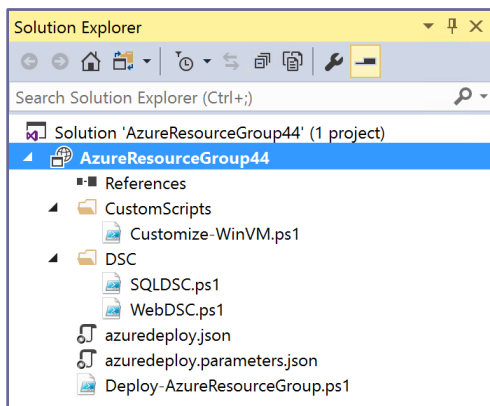 Solution Explorer
Search Solution Explorer (Ctrl+;)
Solution 'AzureResourceGroup44' (1 project)
AzureResourceGroup44
References
CustomScripts
Customize-WinVM.ps1
DSC
SQLDSC.ps1
WebDSC.ps1
azuredeploy.json
azuredeploy.parameters.json
Deploy-AzureResourceGroup.ps1